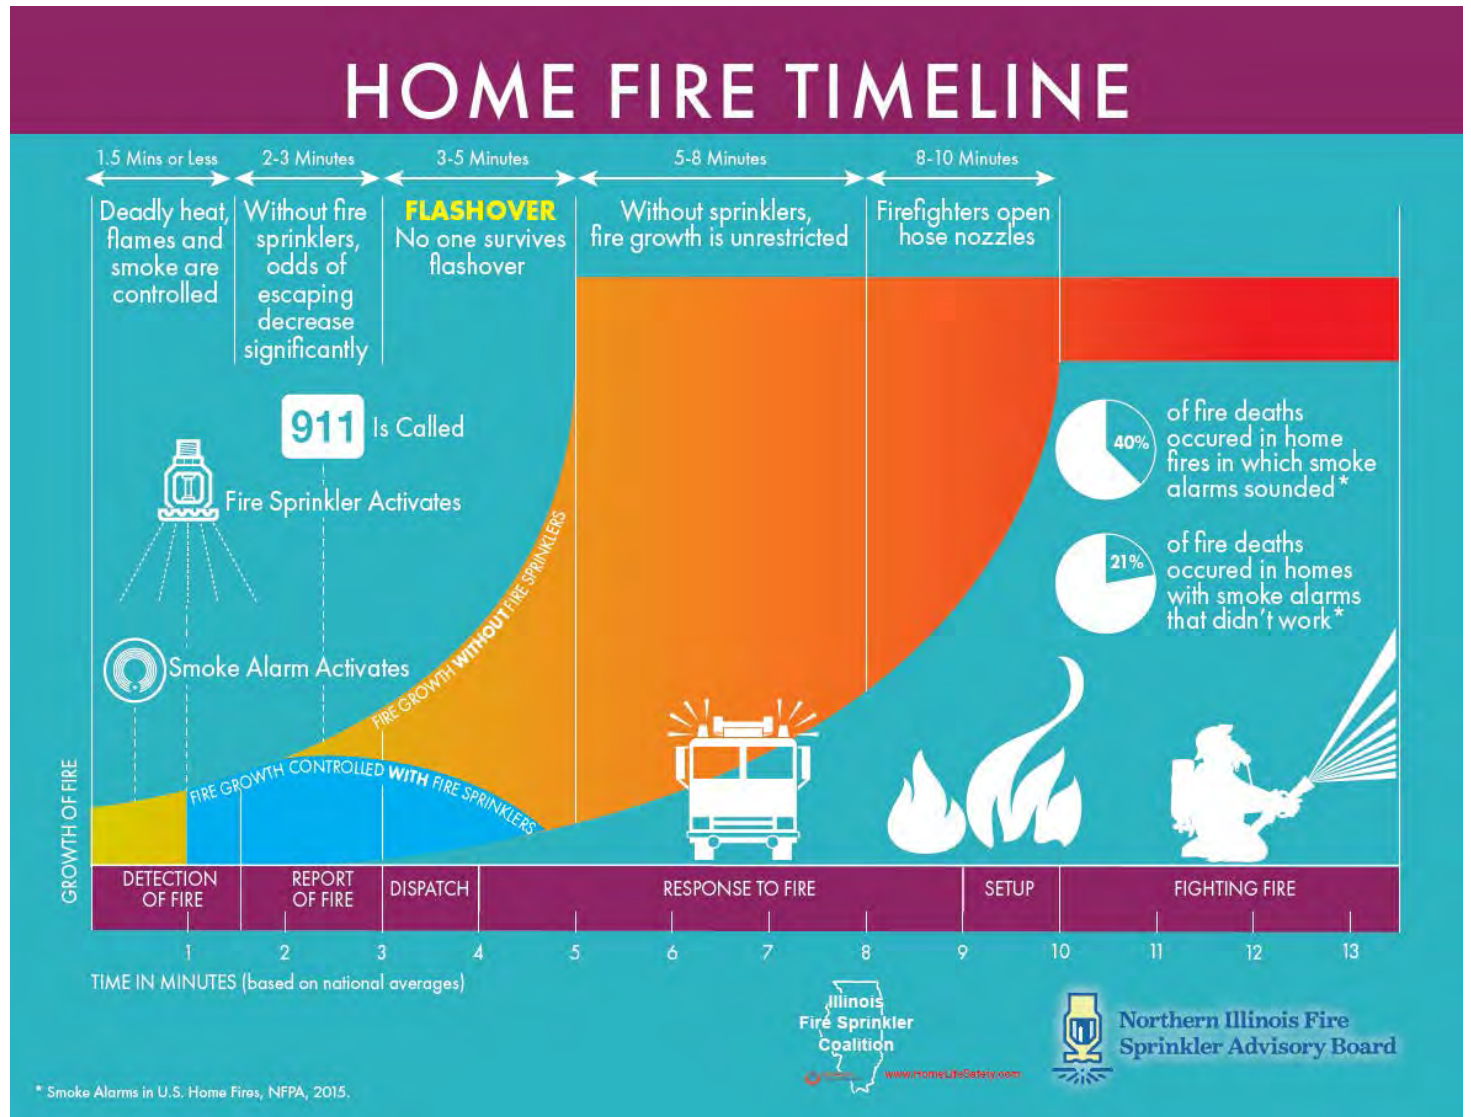 HOME FIRE TIMELINE
1.5 Mins or Less
2-3 Minutes
3-5 Minutes
5-8 Minutes
8-10 Minutes
Deadly heat,
flames and
smoke are
controlled
Without fire
sprinklers,
odds of
escaping
decrease
significantly
FLASHOVER
No one survives
flashover
Without sprinklers,
fire growth is unrestricted
Firefighters open
hose nozzles
911 Is Called
Fire Sprinkler Activates
Smoke Alarm Activates
FIRE GROWTH WITHOUT FIRE SPRINKLERS
FIRE GROWTH CONTROLLED WITH FIRE SPRINKLERS
40%
of fire deaths
occured in home
fires in which smoke
alarms sounded*
21%
of fire deaths
occured in homes
with smoke alarms
that didn't work*
GROWTH OF FIRE
DETECTION
OF FIRE
REPORT
OF FIRE
DISPATCH
RESPONSE TO FIRE
SETUP
FIGHTING FIRE
1 2 3 4 5 6 7 8 9 10 11 12 13
TIME IN MINUTES (based on national averages)
Illinois
Fire Sprinkler
Coalition
www.HomeLifeSafety.com
Northern Illinois Fire
Sprinkler Advisory Board
* Smoke Alarms in U.S. Home Fires, NFPA, 2015.